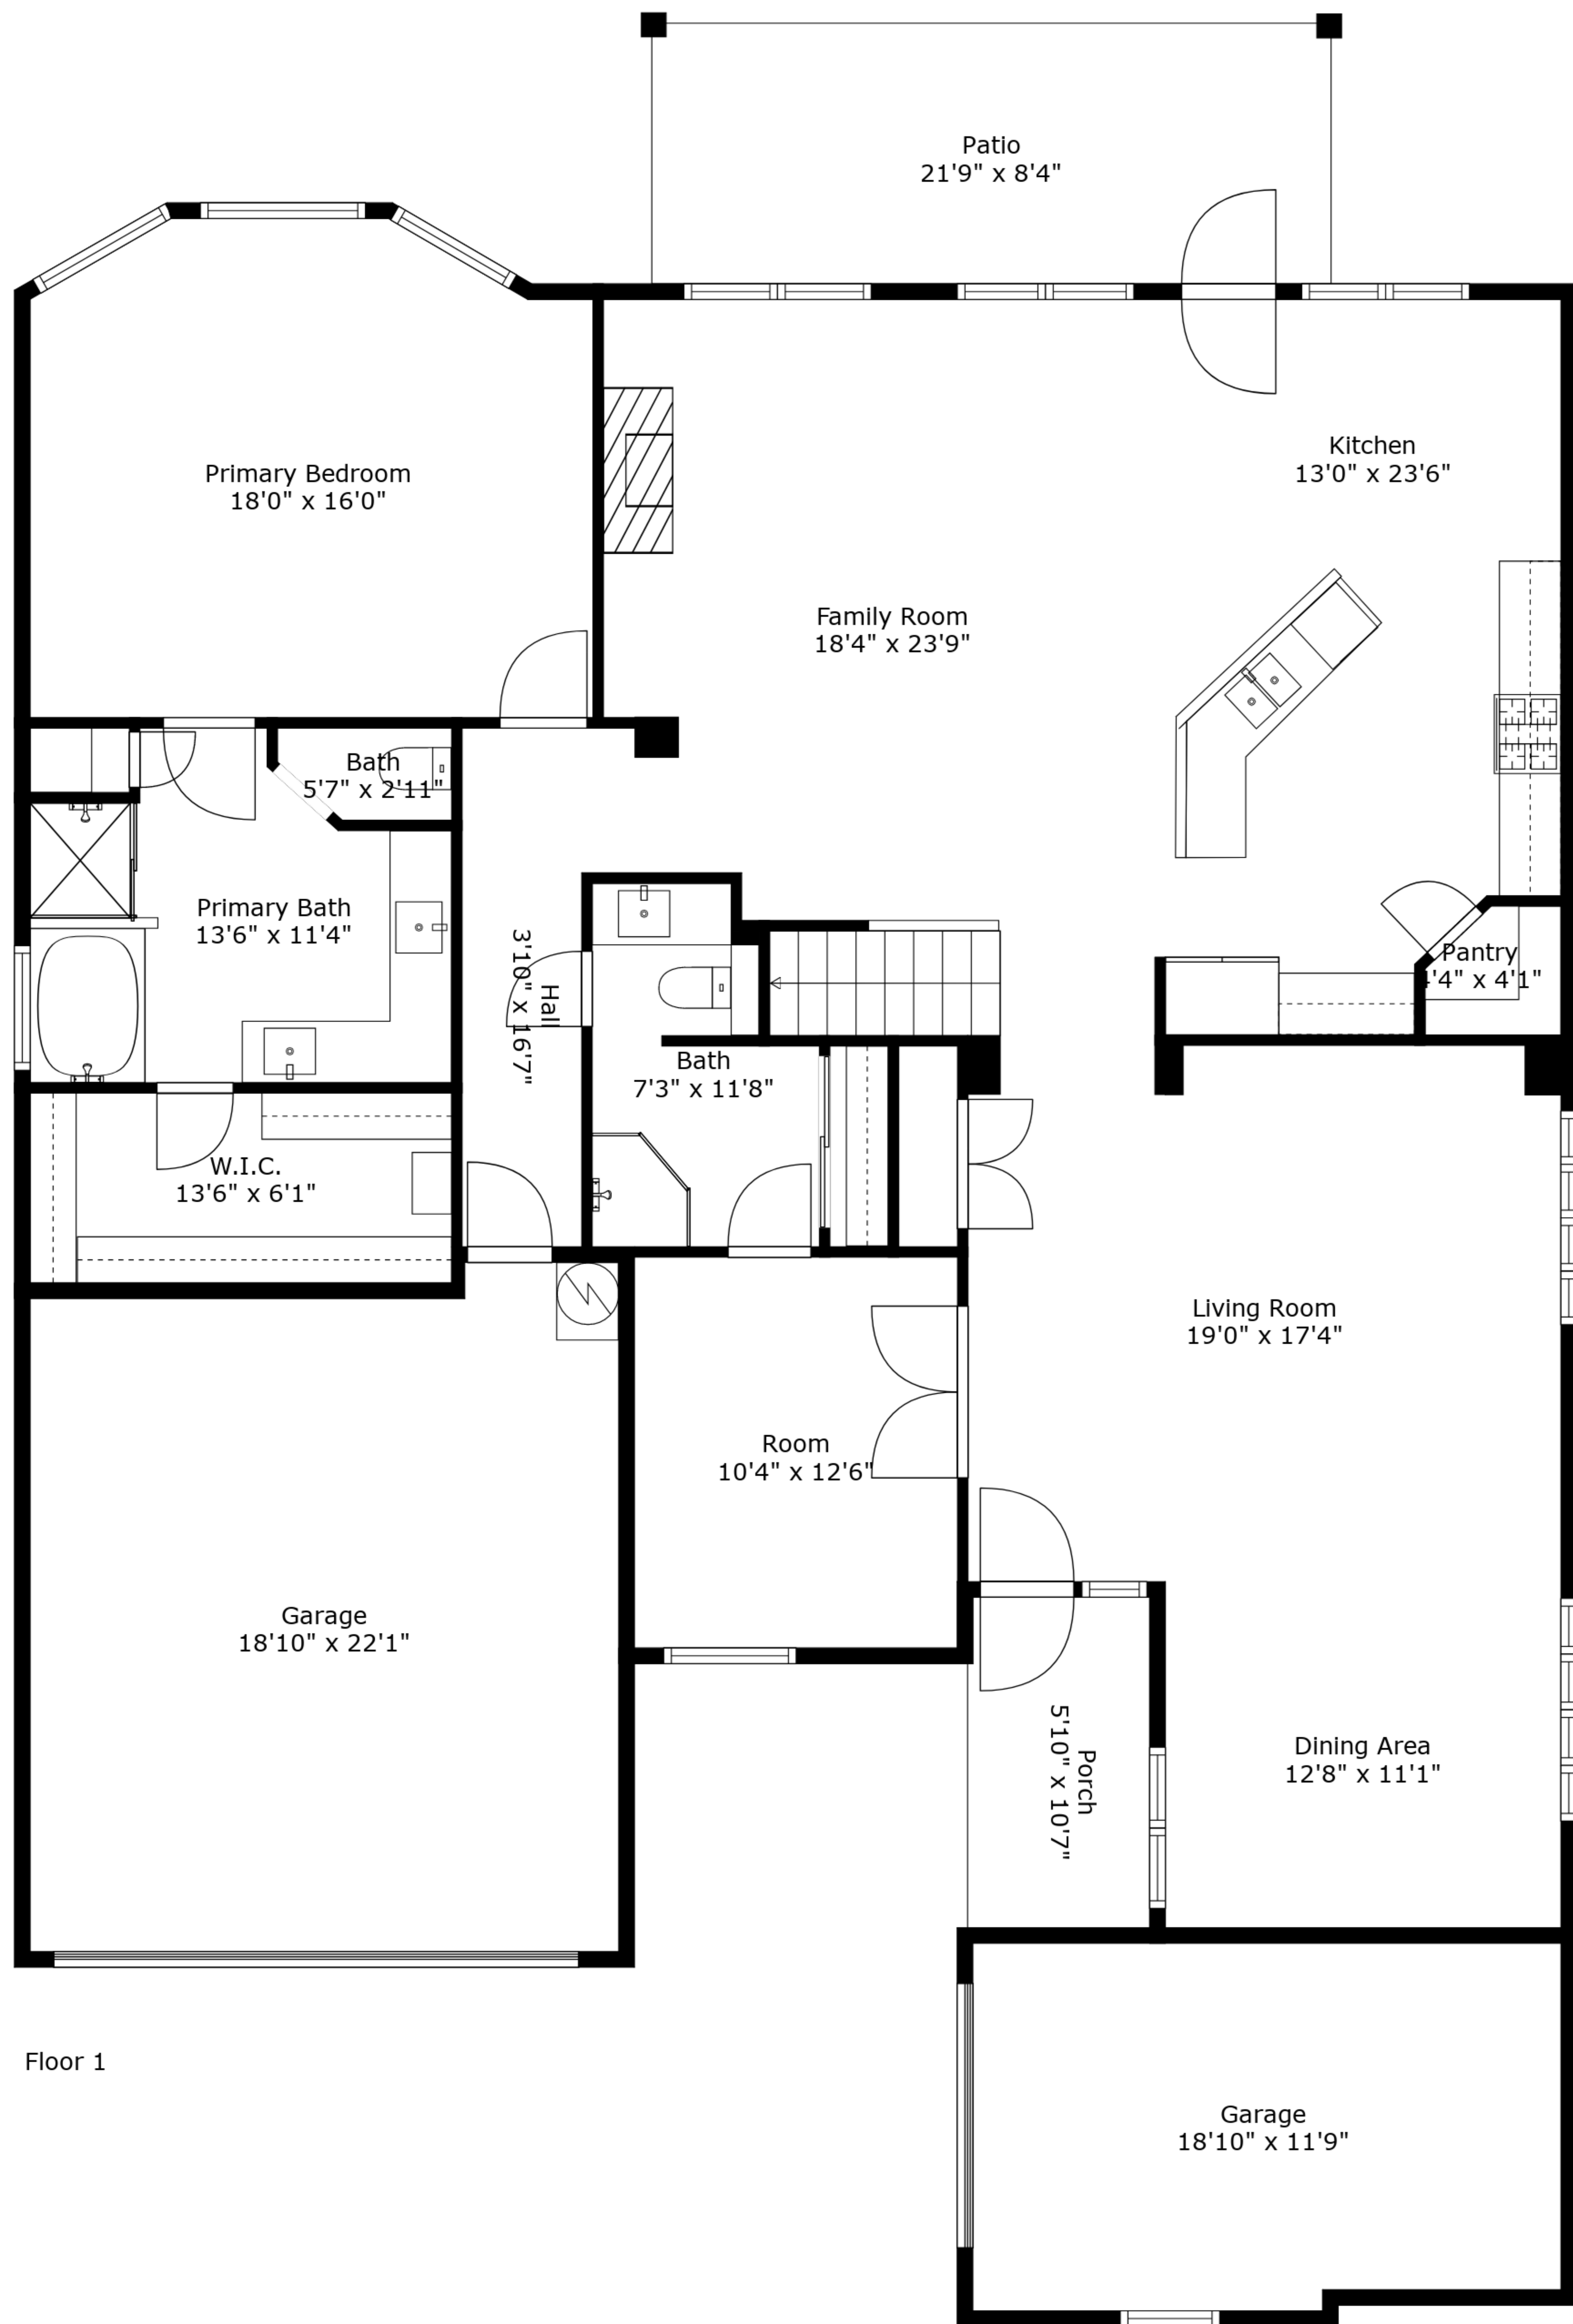 Patio
21'9" x 8'4"
Primary Bedroom
18'0" x 16'0"
Kitchen
13'0" x 23'6"
Family Room
18'4" x 23'9"
Bath
5'7" x 2'11"
Primary Bath
13'6" x 11'4"
Hall
3'10" x 16'7"
Pantry
4'1"
Bath
7'3" x 11'8"
W.I.C.
13'6" x 6'1"
Living Room
19'0" x 17'4"
Room
10'4" x 12'6"
Garage
18'10" x 22'1"
Porch
5'10" x 10'7"
Dining Area
12'8" x 11'1"
Floor 1
Garage
18'10" x 11'9"